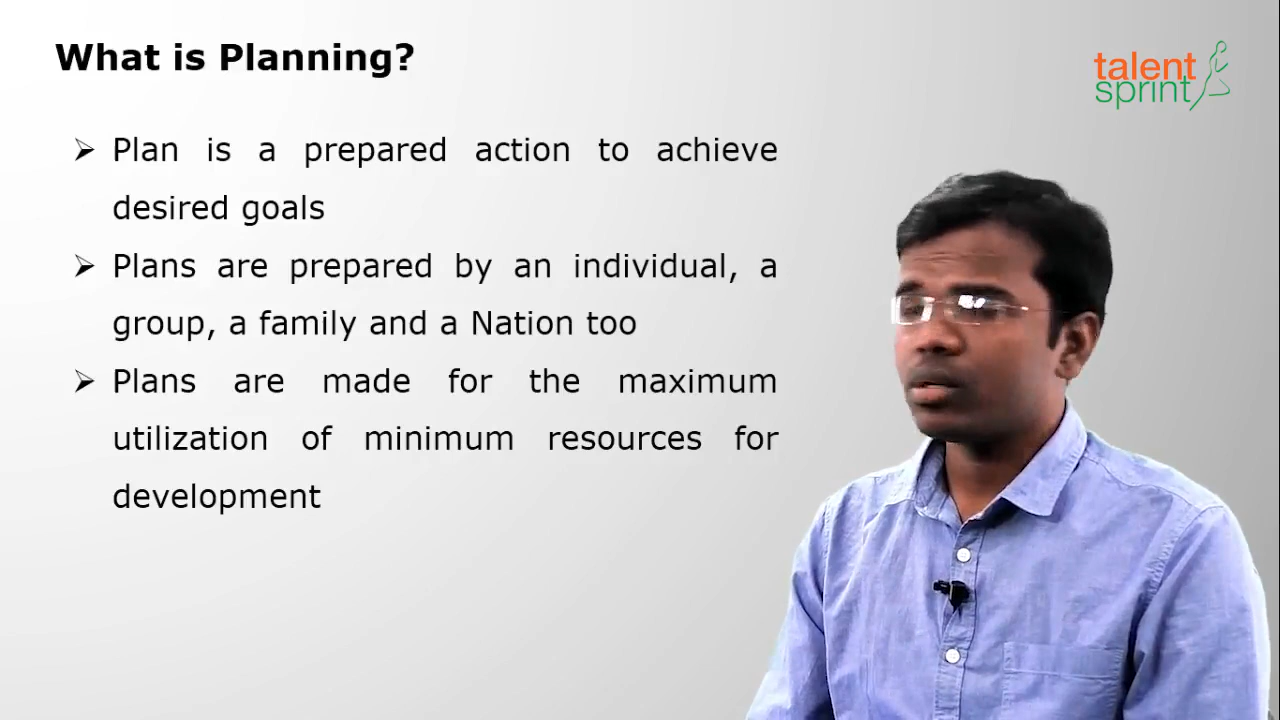 What is Planning?
talent
sprint
➢ Plan is a prepared action to achieve
desired goals
➢ Plans are prepared by an individual, a
group, a family and a Nation too
➢ Plans are made for the maximum
utilization of minimum resources for
development